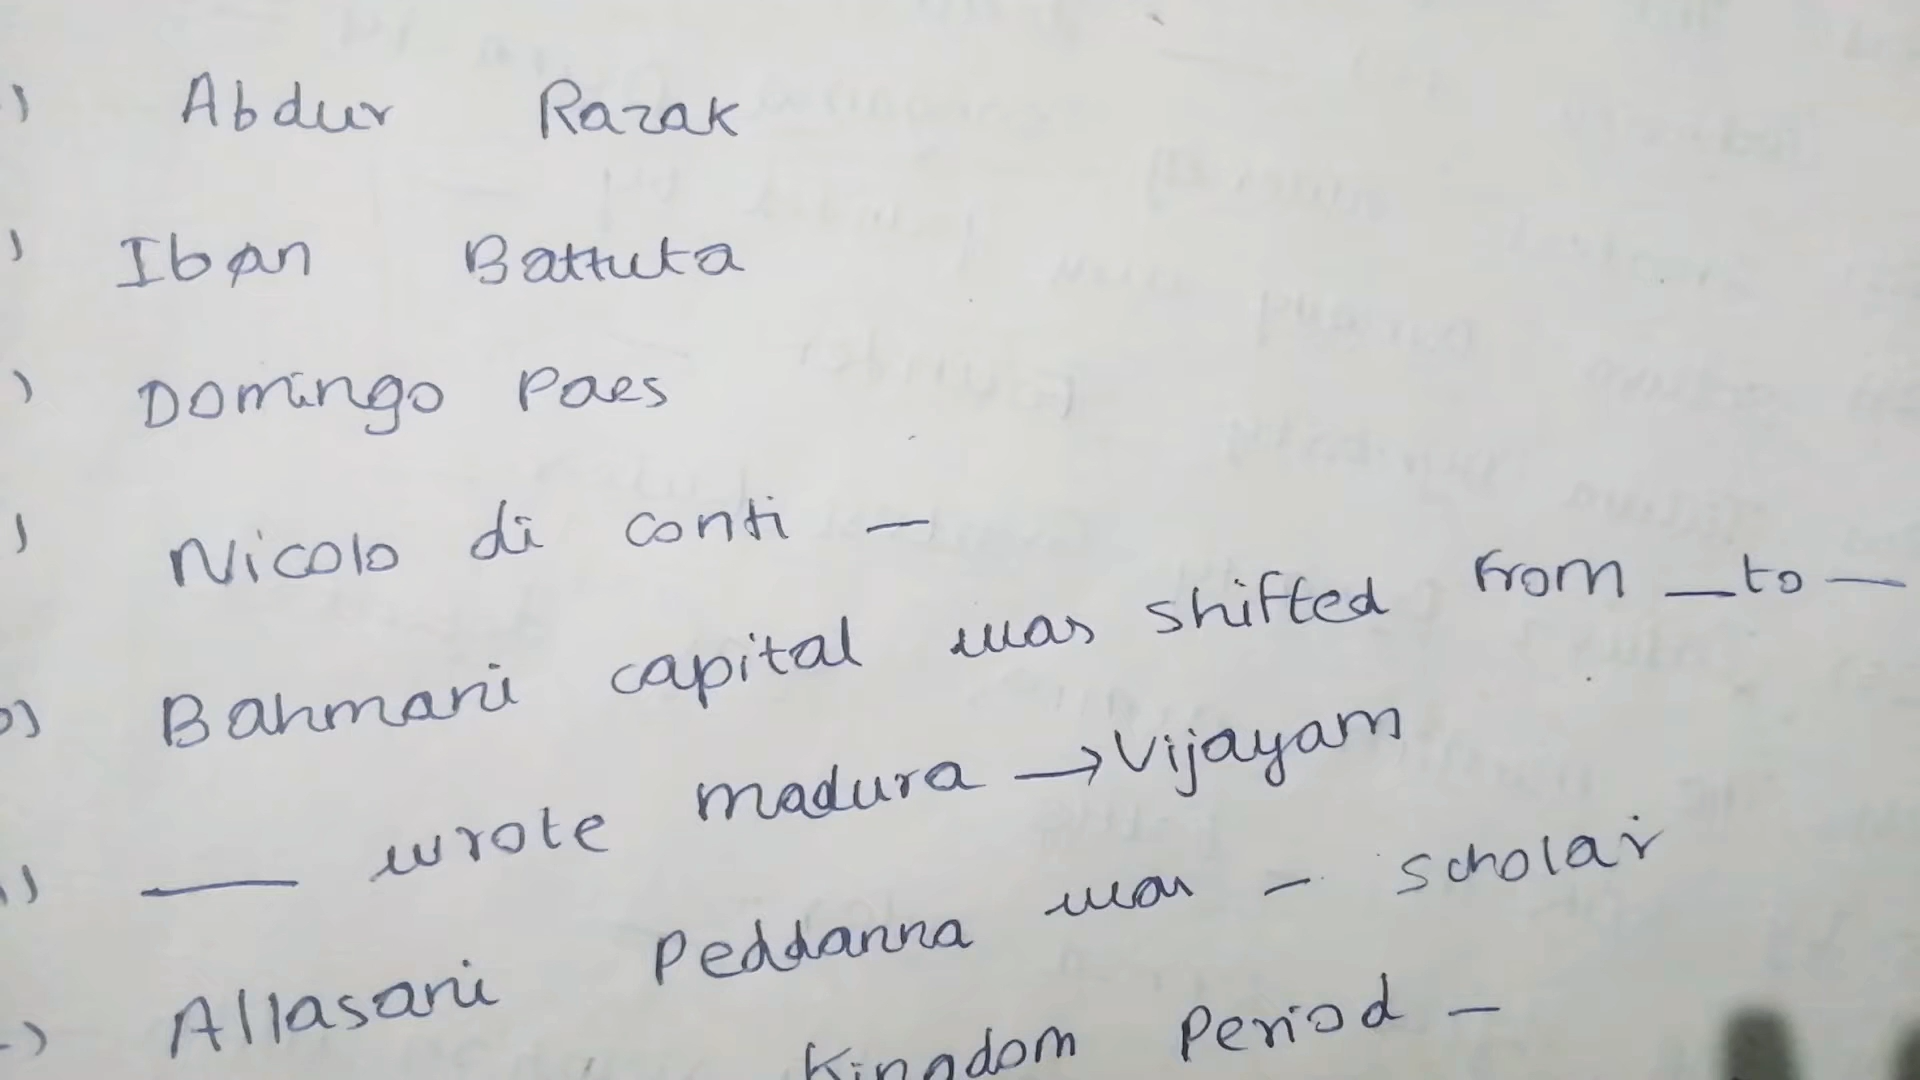 ) Abdur Razak
) Iban Battuta
) Domingo Paes
) Nicolo di conti —
) Bahmani capital was shifted from — to —
) —— wrote madura → Vijayam
) Allasani Peddanna was — scholar
Kingdom Period —